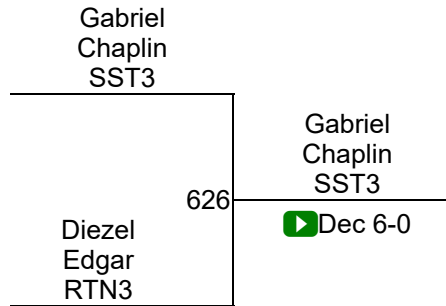 Gabriel
Chaplin
SST3
Gabriel
Chaplin
SST3
626
Dec 6-0
Diezel
Edgar
RTN3